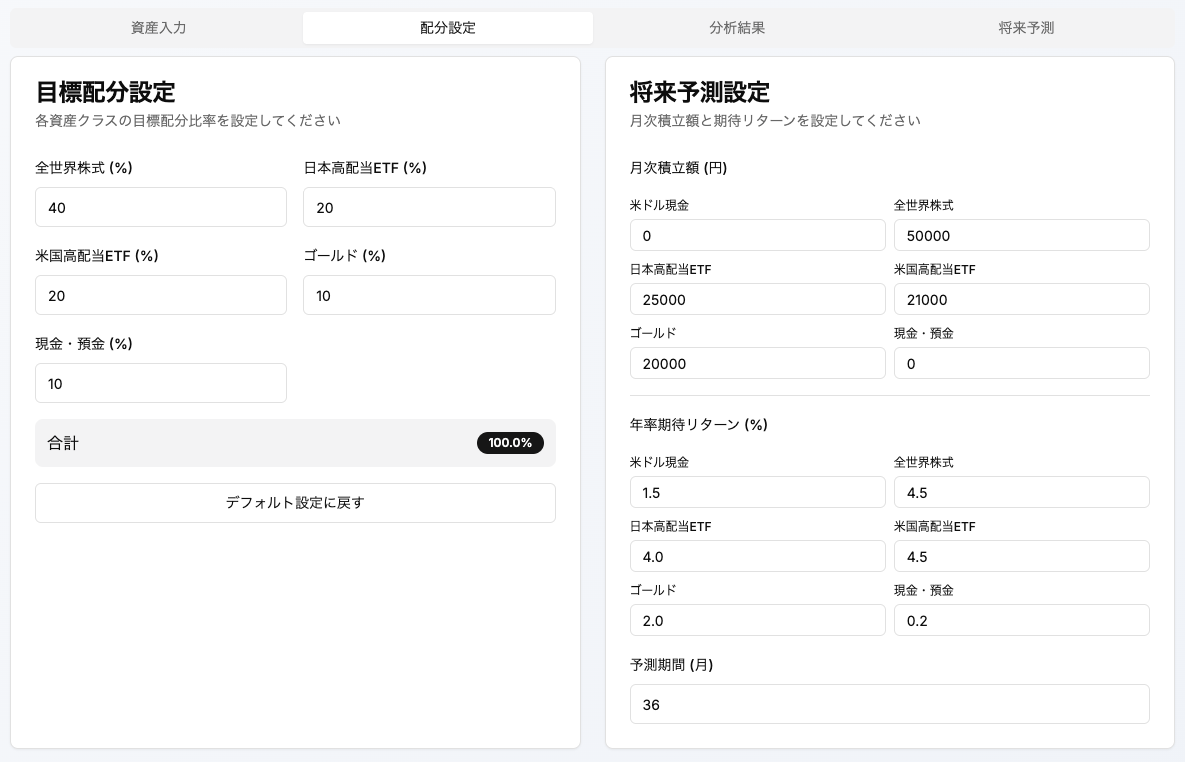 資産入力
配分設定
分析結果
将来予測
目標配分設定
各資産クラスの目標配分比率を設定してください
全世界株式 (%)
日本高配当ETF (%)
40
20
米国高配当ETF (%)
ゴールド (%)
20
10
現金・預金 (%)
10
合計
100.0%
デフォルト設定に戻す
将来予測設定
月次積立額と期待リターンを設定してください
月次積立額 (円)
米ドル現金
全世界株式
0
50000
日本高配当ETF
米国高配当ETF
25000
21000
ゴールド
現金・預金
20000
0
年率期待リターン (%)
米ドル現金
全世界株式
1.5
4.5
日本高配当ETF
米国高配当ETF
4.0
4.5
ゴールド
現金・預金
2.0
0.2
予測期間 (月)
36